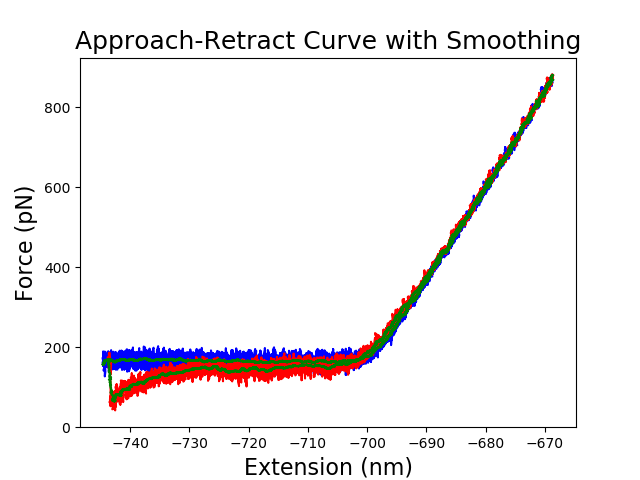 Approach-Retract Curve with Smoothing
Force (pN)
800
600
400
200
0
−740 −730 −720 −710 −700 −690 −680 −670
Extension (nm)